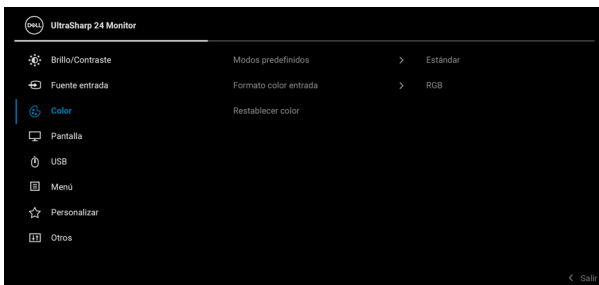 DELL UltraSharp 24 Monitor
Brillo/Contraste Modos predefinidos > Estándar
Fuente entrada Formato color entrada > RGB
Color Restablecer color
Pantalla
USB
Menú
Personalizar
Otros
< Salir